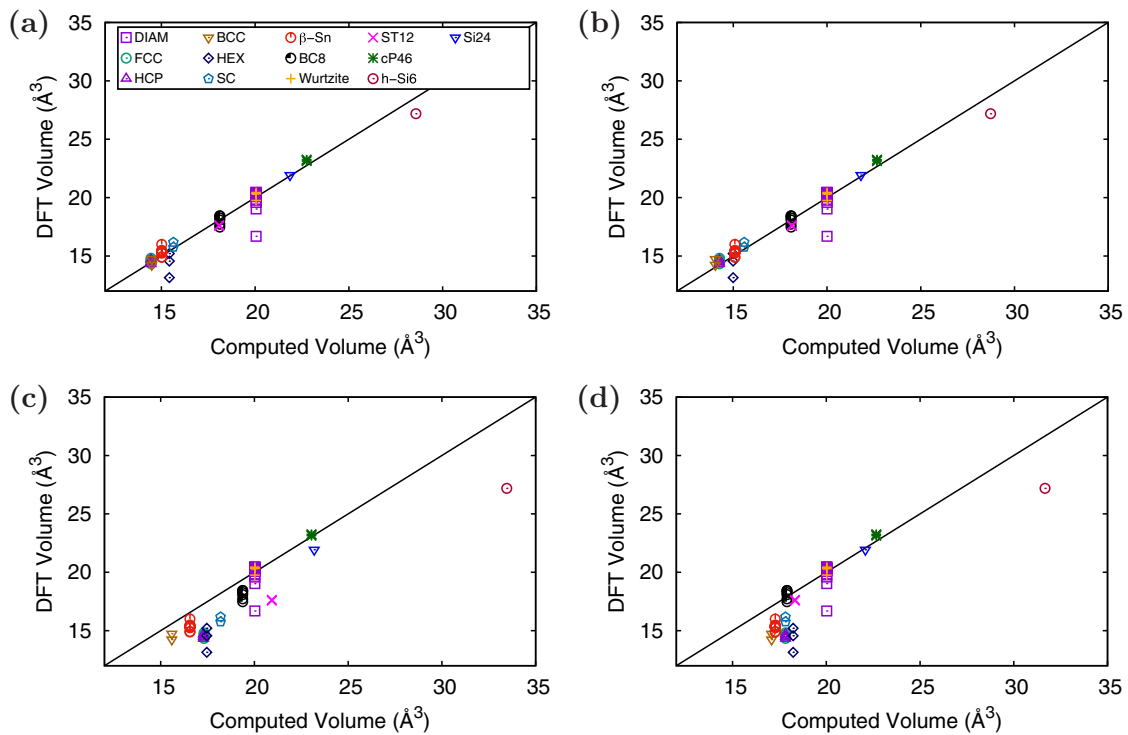 (a)
35
30
25
20
15
DFT Volume (Å³)
DIAM
BCC
β−Sn
ST12
Si24
FCC
HEX
BC8
cP46
HCP
SC
Wurtzite
h−Si6
15
20
25
30
35
Computed Volume (Å³)
(b)
35
30
25
20
15
DFT Volume (Å³)
15
20
25
30
35
Computed Volume (Å³)
(c)
35
30
25
20
15
DFT Volume (Å³)
15
20
25
30
35
Computed Volume (Å³)
(d)
35
30
25
20
15
DFT Volume (Å³)
15
20
25
30
35
Computed Volume (Å³)